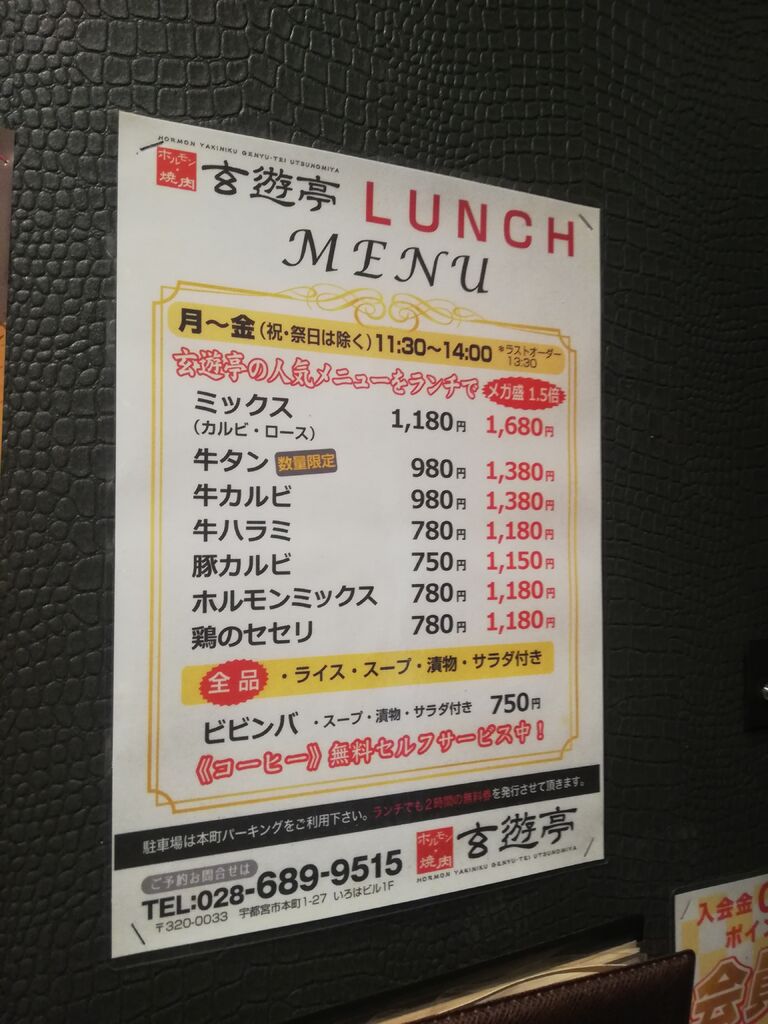 HORMON YAKINIKU GENYU-TEI UTSUNOMIYA
ホルモン・焼肉 玄遊亭 LUNCH
MENU
月〜金(祝・祭日は除く)11:30〜14:00 *ラストオーダー 13:30
玄遊亭の人気メニューをランチで メガ盛 1.5倍
ミックス 1,180円 1,680円
(カルビ・ロース)
牛タン 数量限定 980円 1,380円
牛カルビ 980円 1,380円
牛ハラミ 780円 1,180円
豚カルビ 750円 1,150円
ホルモンミックス 780円 1,180円
鶏のセセリ 780円 1,180円
全品 ・ライス・スープ・漬物・サラダ付き
ビビンバ ・スープ・漬物・サラダ付き 750円
《コーヒー》無料セルフサービス中!
駐車場は本町パーキングをご利用下さい。ランチでも2時間の無料券を発行させて頂きます。
ご予約お問合せは
TEL:028-689-9515
〒320-0033 宇都宮市本町1-27 いろはビル1F
ホルモン・焼肉 玄遊亭
HORMON YAKINIKU GENYU-TEI UTSUNOMIYA
入会金
ポイン
会員